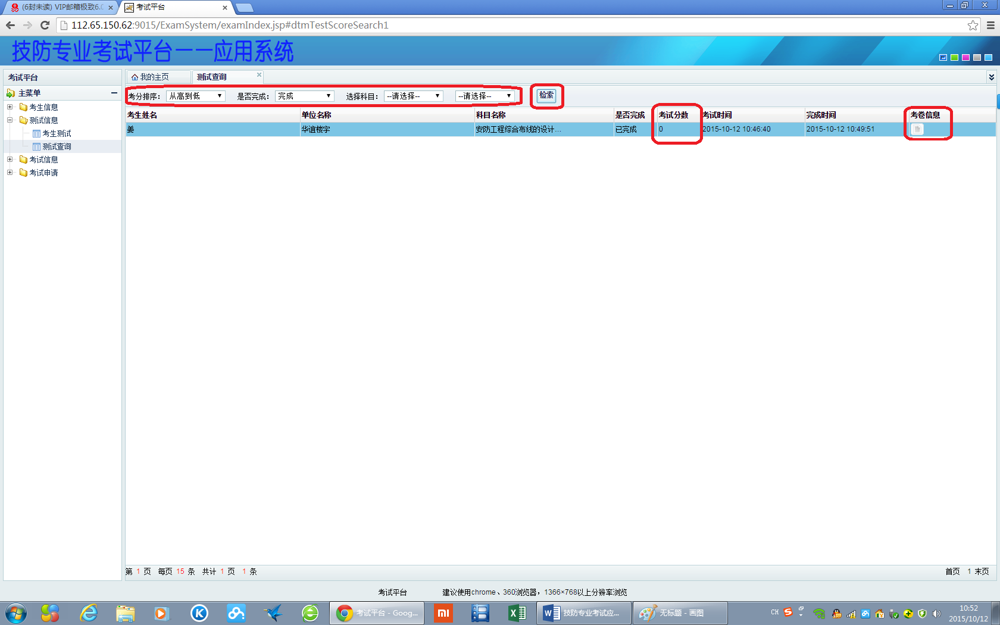 (6封未读) VIP邮箱极致6.0
考试平台
112.65.150.62:9015/ExamSystem/examIndex.jsp#dtmTestScoreSearch1
技防专业考试平台——应用系统
考试平台
主菜单
考生信息
测试信息
考生测试
测试查询
考试信息
考试申请
我的主页 测试查询
考分排序： 从高到低 是否完成： 完成 选择科目： --请选择-- --请选择-- 检索
考生姓名 单位名称 科目名称 是否完成 考试分数 考试时间 完成时间 考卷信息
姜 华谊楼宇 安防工程综合布线的设计... 已完成 0 2015-10-12 10:46:40 2015-10-12 10:49:51
第 1 页 每页 15 条 共计 1 页 1 条 首页 1 末页
考试平台 建议使用chrome、360浏览器，1366×768以上分辨率浏览
考试平台 - Goog...
技防专业考试应...
无标题 - 画图
CH
10:52
2015/10/12